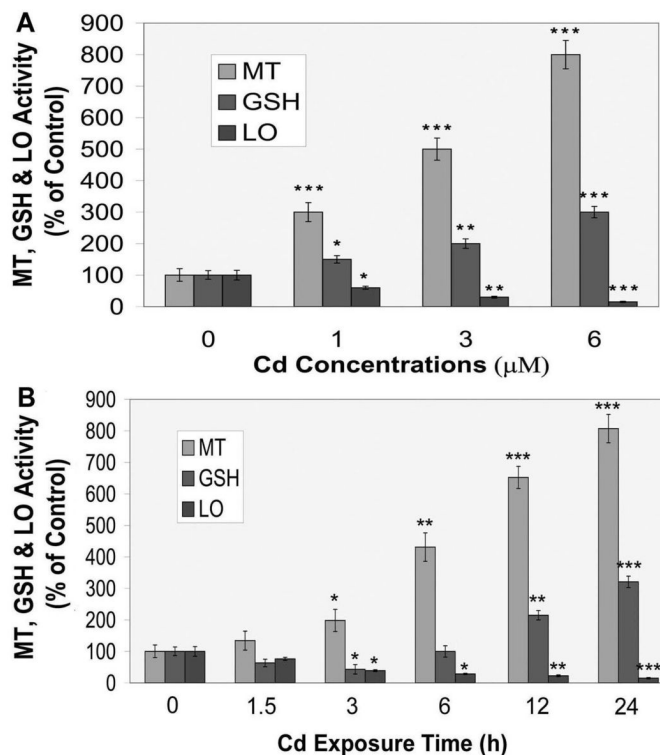 A
MT, GSH & LO Activity
(% of Control)
900
800
700
600
500
400
300
200
100
0
MT
GSH
LO
***
*
*
***
**
**
***
***
***
0 1 3 6
Cd Concentrations (μM)
B
MT, GSH & LO Activity
(% of Control)
900
800
700
600
500
400
300
200
100
0
MT
GSH
LO
*
*
*
**
*
***
**
**
***
***
***
0 1.5 3 6 12 24
Cd Exposure Time (h)